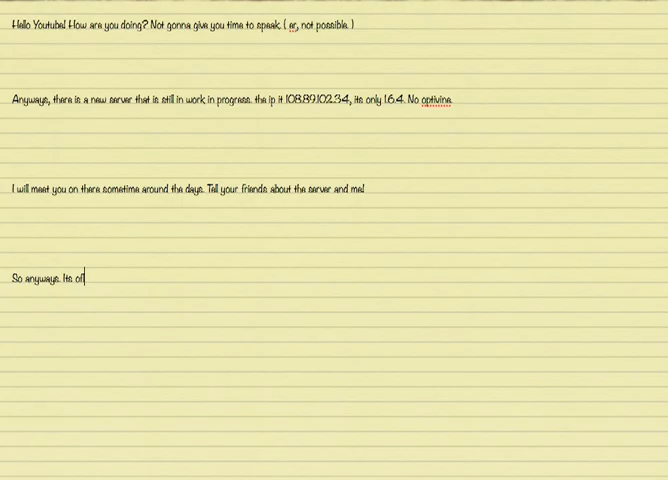 Hello Youtube! How are you doing? Not gonna give you time to speak. ( er, not possible. )
Anyways, there is a new server that is still in work in progress. the ip it 108.89.102.34, its only 1.6.4. No optivine.
I will meet you on there sometime around the days. Tell your friends about the server and me!
So anyways. Its off